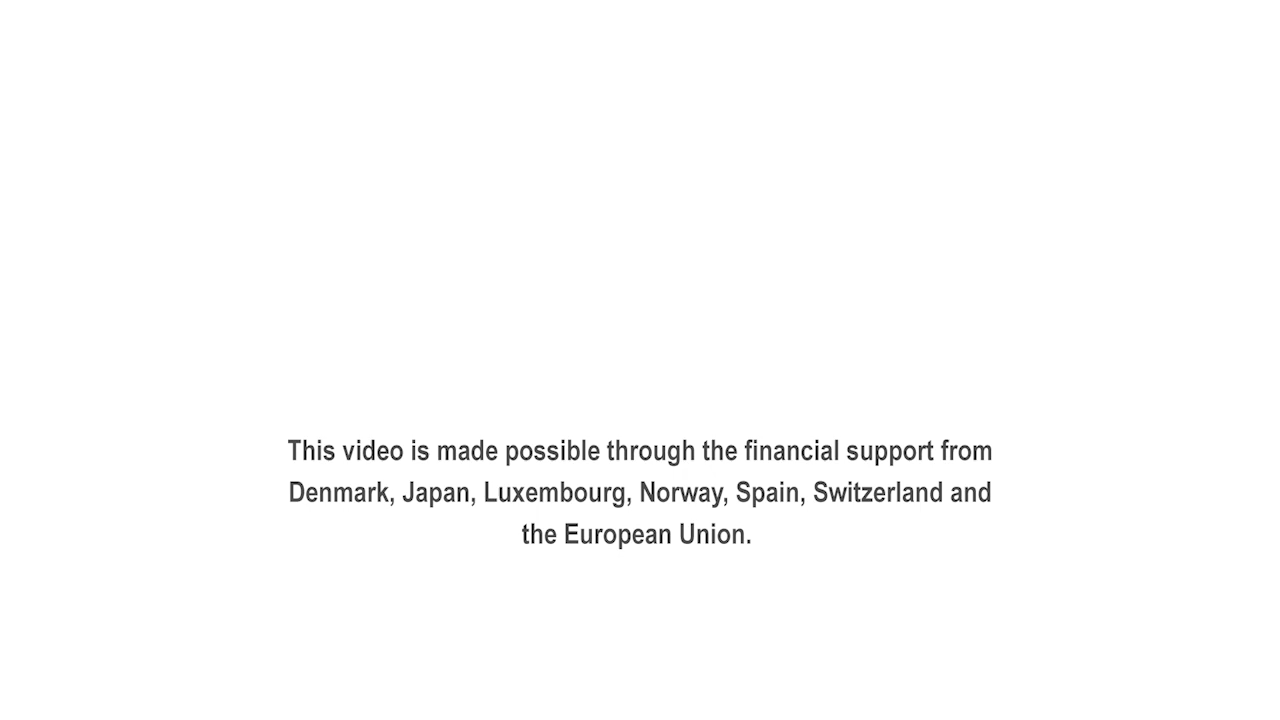 This video is made possible through the financial support from
Denmark, Japan, Luxembourg, Norway, Spain, Switzerland and
the European Union.